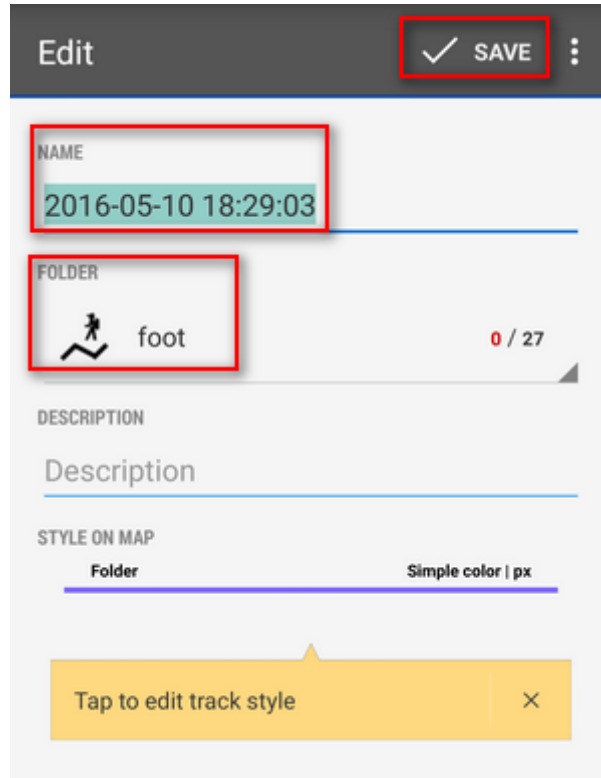 Edit
SAVE
NAME
2016-05-10 18:29:03
FOLDER
foot
0 / 27
DESCRIPTION
Description
STYLE ON MAP
Folder
Simple color | px
Tap to edit track style